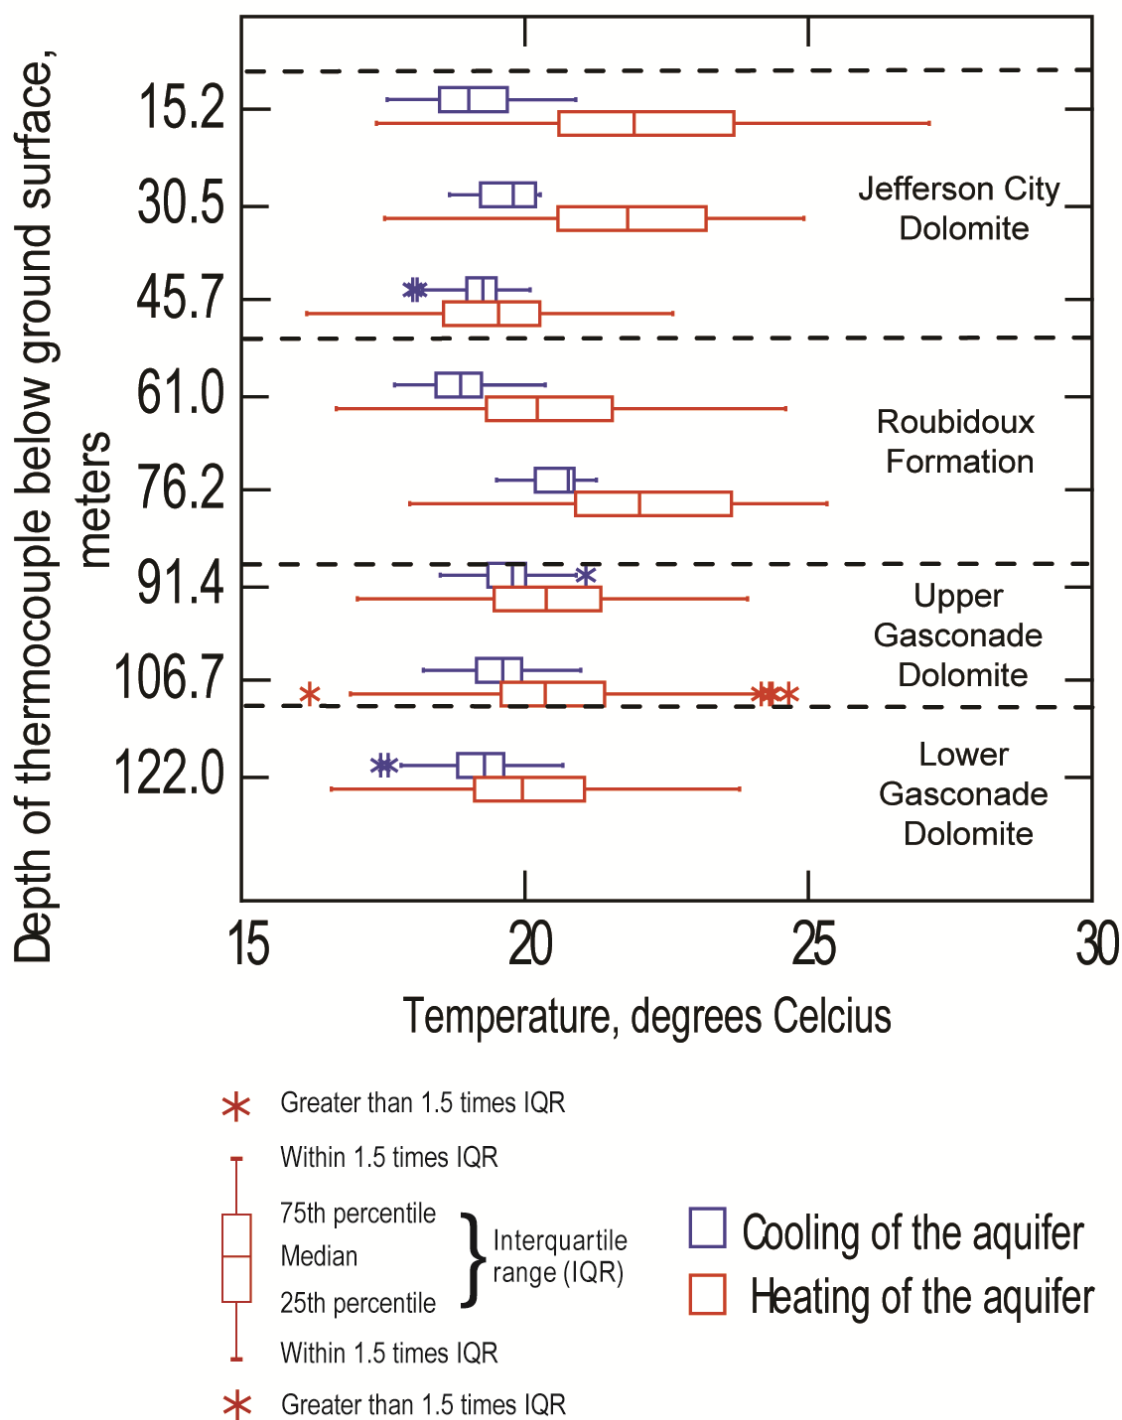 Depth of thermocouple below ground surface,
meters
15.2
30.5
45.7
61.0
76.2
91.4
106.7
122.0
Jefferson City
Dolomite
Roubidoux
Formation
Upper
Gasconade
Dolomite
Lower
Gasconade
Dolomite
15 20 25 30
Temperature, degrees Celcius
Greater than 1.5 times IQR
Within 1.5 times IQR
75th percentile
Median
25th percentile
Within 1.5 times IQR
Greater than 1.5 times IQR
Interquartile
range (IQR)
Cooling of the aquifer
Heating of the aquifer